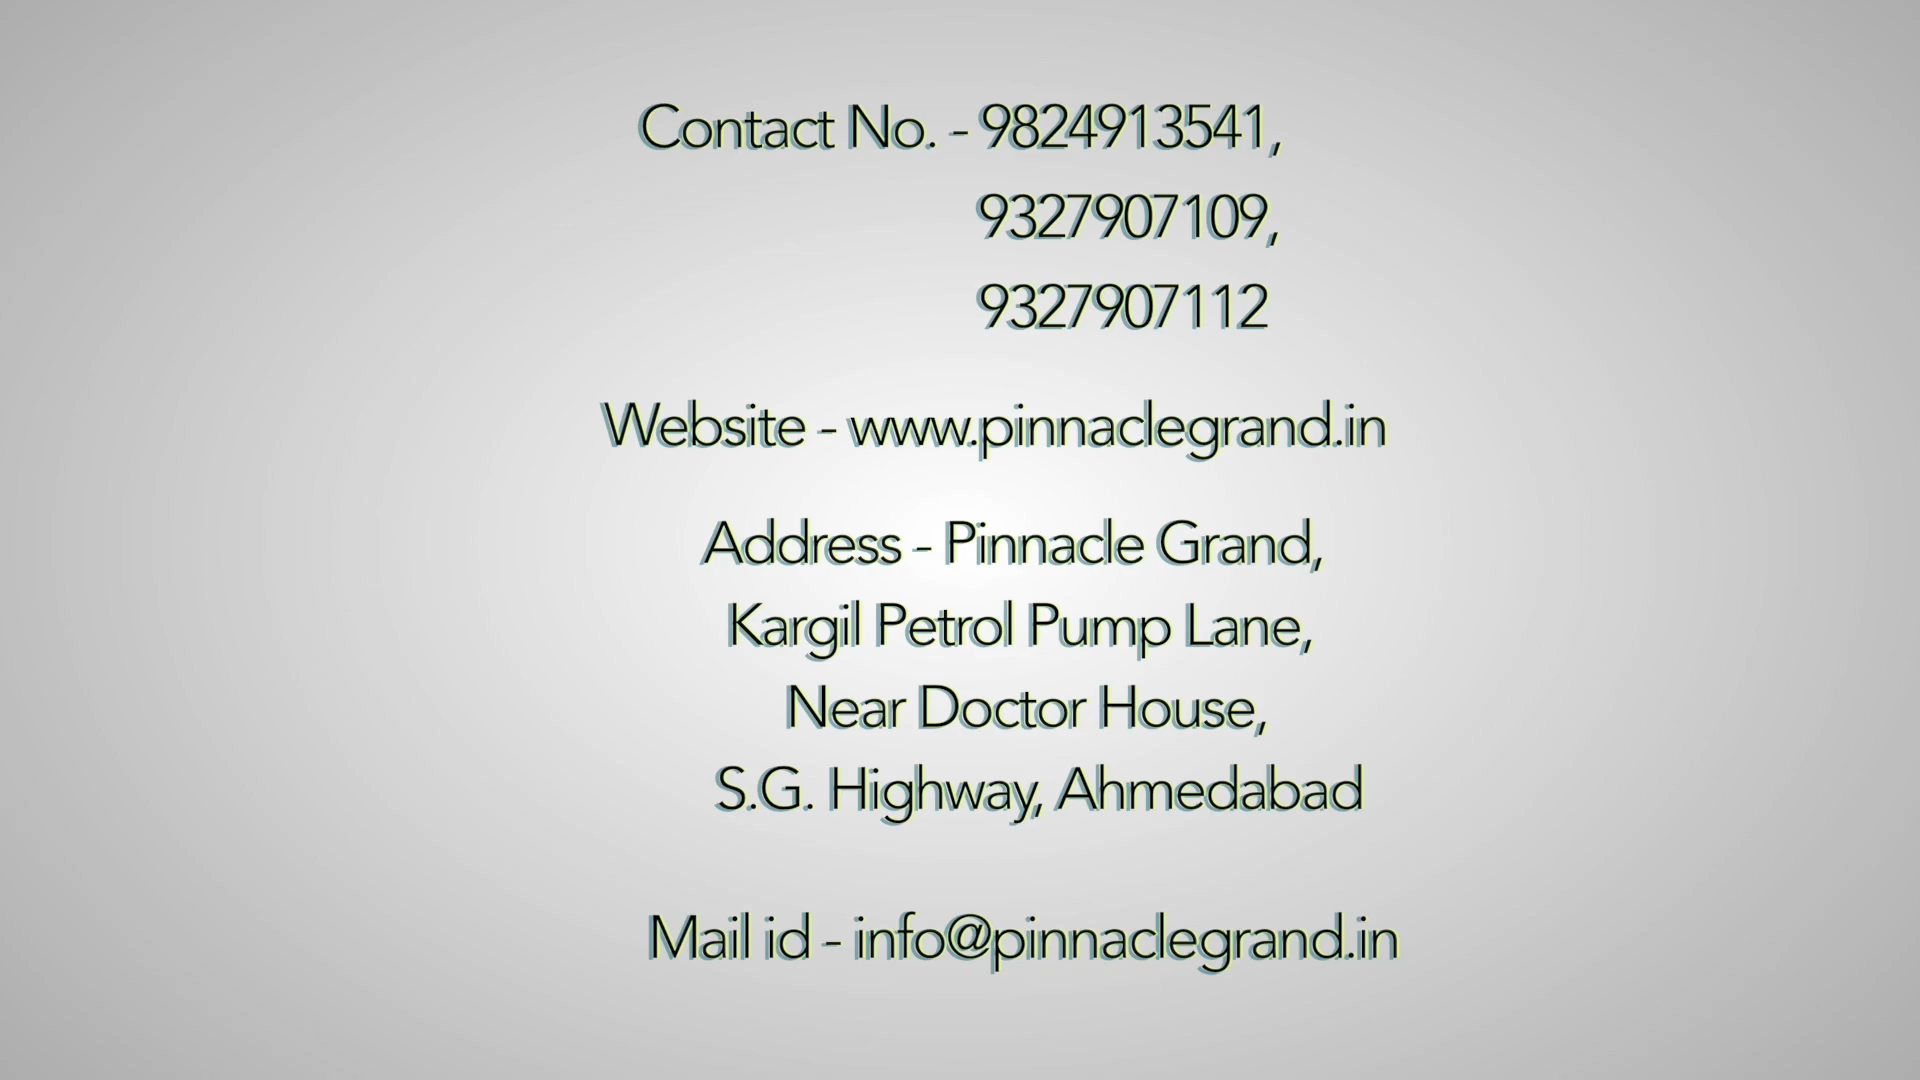 Contact No. - 9824913541,
9327907109,
9327907112
Website - www.pinnaclegrand.in
Address - Pinnacle Grand,
Kargil Petrol Pump Lane,
Near Doctor House,
S.G. Highway, Ahmedabad
Mail id - info@pinnaclegrand.in